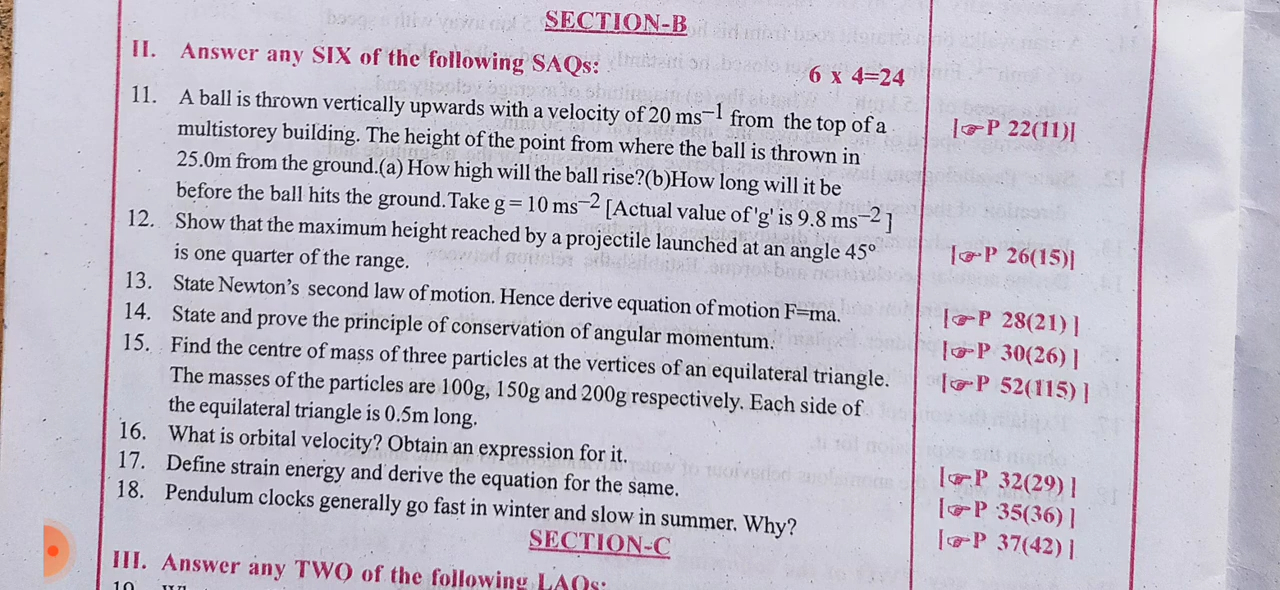 SECTION-B
II. Answer any SIX of the following SAQs: 6 x 4=24
11. A ball is thrown vertically upwards with a velocity of 20 ms⁻¹ from the top of a [☞P 22(11)]
multistorey building. The height of the point from where the ball is thrown in
25.0m from the ground.(a) How high will the ball rise?(b)How long will it be
before the ball hits the ground.Take g = 10 ms⁻² [Actual value of 'g' is 9.8 ms⁻²]
12. Show that the maximum height reached by a projectile launched at an angle 45° [☞P 26(15)]
is one quarter of the range.
13. State Newton's second law of motion. Hence derive equation of motion F=ma. [☞P 28(21)]
14. State and prove the principle of conservation of angular momentum. [☞P 30(26)]
15. Find the centre of mass of three particles at the vertices of an equilateral triangle. [☞P 52(115)]
The masses of the particles are 100g, 150g and 200g respectively. Each side of
the equilateral triangle is 0.5m long.
16. What is orbital velocity? Obtain an expression for it. [☞P 32(29)]
17. Define strain energy and derive the equation for the same. [☞P 35(36)]
18. Pendulum clocks generally go fast in winter and slow in summer. Why? [☞P 37(42)]
SECTION-C
III. Answer any TWO of the following LAQs: